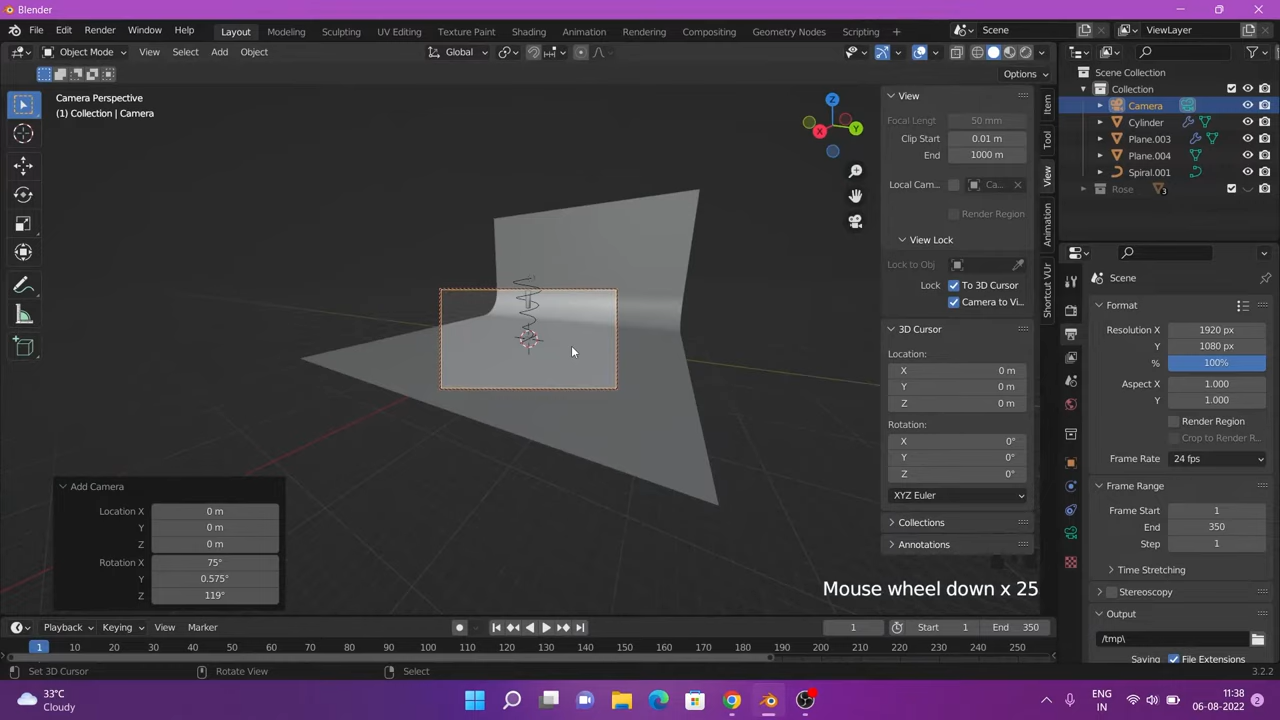 Blender
File Edit Render Window Help Layout Modeling Sculpting UV Editing Texture Paint Shading Animation Rendering Compositing Geometry Nodes Scripting + Scene ViewLayer
Object Mode View Select Add Object Global
Options
Camera Perspective
(1) Collection | Camera
Z
X
Y
View
Focal Lengt 50 mm
Clip Start 0.01 m
End 1000 m
Local Cam... Ca...
Render Region
View Lock
Lock to Obj
Lock To 3D Cursor
Camera to Vi...
3D Cursor
Location:
X 0 m
Y 0 m
Z 0 m
Rotation:
X 0°
Y 0°
Z 0°
XYZ Euler
Collections
Annotations
Item
Tool
View
Animation
Shortcut VUr
Scene Collection
Collection
Camera
Cylinder
Plane.003
Plane.004
Spiral.001
Rose 3
Scene
Format
Resolution X 1920 px
Y 1080 px
% 100%
Aspect X 1.000
Y 1.000
Render Region
Crop to Render R...
Frame Rate 24 fps
Frame Range
Frame Start 1
End 350
Step 1
Time Stretching
Stereoscopy
Output
/tmp\
Saving File Extensions
Add Camera
Location X 0 m
Y 0 m
Z 0 m
Rotation X 75°
Y 0.575°
Z 119°
Mouse wheel down x 25
Playback Keying View Marker 1 Start 1 End 350
1 10 20 30 40 50 60 70 80 90 100 110 120 130 140 150 160 170 180 190 200 210 220 230 240 250
Set 3D Cursor Rotate View Select 3.2.2
33°C
Cloudy
ENG
IN
11:38
06-08-2022
2